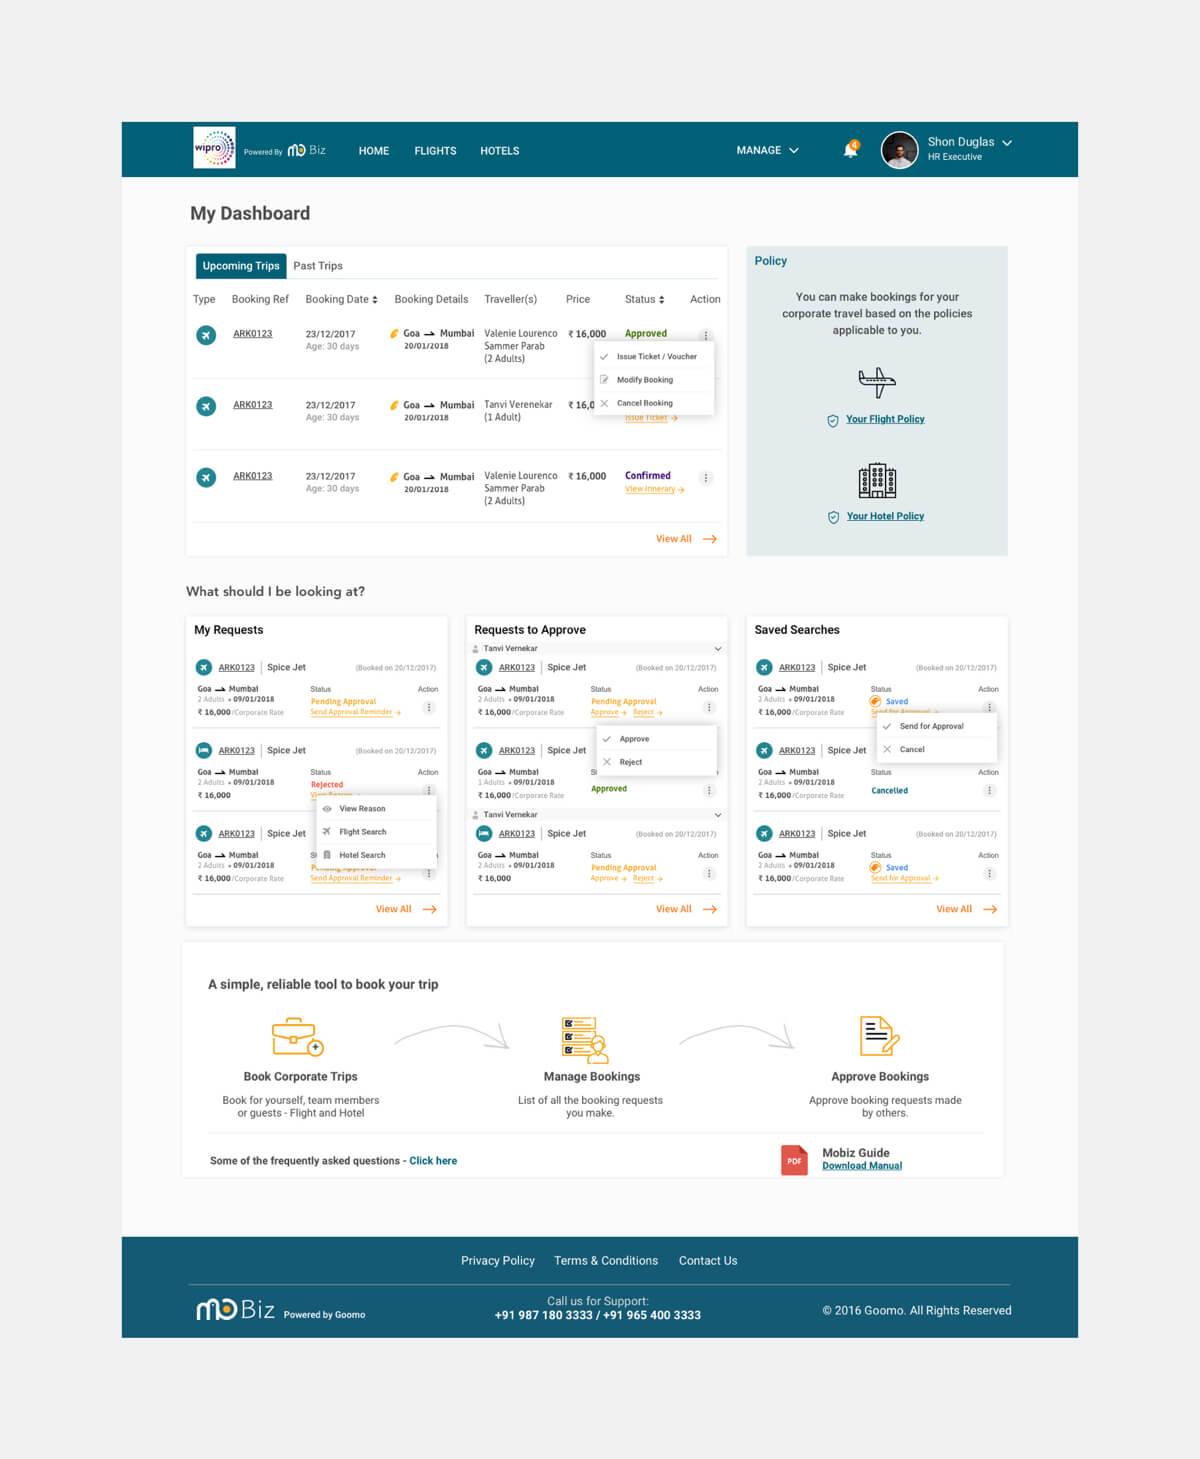 wipro Powered By mo Biz HOME FLIGHTS HOTELS MANAGE 4 Shon Duglas
HR Executive
My Dashboard
Upcoming Trips Past Trips
Type Booking Ref Booking Date Booking Details Traveller(s) Price Status Action
ARK0123 23/12/2017 Goa Mumbai Valenie Lourenco ₹ 16,000 Approved
Age: 30 days 20/01/2018 Sammer Parab
(2 Adults)
Issue Ticket / Voucher
Modify Booking
Cancel Booking
ARK0123 23/12/2017 Goa Mumbai Tanvi Verenekar ₹ 16,0
Age: 30 days 20/01/2018 (1 Adult) Issue Ticket
ARK0123 23/12/2017 Goa Mumbai Valenie Lourenco ₹ 16,000 Confirmed
Age: 30 days 20/01/2018 Sammer Parab View Innerary
(2 Adults)
View All
Policy
You can make bookings for your
corporate travel based on the policies
applicable to you.
Your Flight Policy
Your Hotel Policy
What should I be looking at?
My Requests
ARK0123 Spice Jet (Booked on 20/12/2017)
Goa Mumbai Status Action
2 Adults • 09/01/2018 Pending Approval
₹ 16,000/Corporate Rate Send Approval Reminder
ARK0123 Spice Jet (Booked on 20/12/2017)
Goa Mumbai Status Action
2 Adults • 09/01/2018 Rejected
₹ 16,000
View Reason
Flight Search
Hotel Search
ARK0123 Spice Jet
Goa Mumbai
2 Adults • 09/01/2018 Pending Approval
₹ 16,000/Corporate Rate Send Approval Reminder
View All
Requests to Approve
Tanvi Vernekar
ARK0123 Spice Jet (Booked on 20/12/2017)
Goa Mumbai Status Action
2 Adults • 09/01/2018 Pending Approval
₹ 16,000/Corporate Rate Approve Reject
Approve
Reject
ARK0123 Spice Jet
Goa Mumbai
1 Adults • 09/01/2018
₹ 16,000/Corporate Rate Approved
Tanvi Vernekar
ARK0123 Spice Jet (Booked on 20/12/2017)
Goa Mumbai Status Action
2 Adults • 09/01/2018 Pending Approval
₹ 16,000 Approve Reject
View All
Saved Searches
ARK0123 Spice Jet (Booked on 20/12/2017)
Goa Mumbai Status Action
2 Adults • 09/01/2018 Saved
₹ 16,000/Corporate Rate Send for Approval
Send for Approval
Cancel
ARK0123 Spice Jet
Goa Mumbai Status Action
2 Adults • 09/01/2018 Cancelled
₹ 16,000/Corporate Rate
ARK0123 Spice Jet (Booked on 20/12/2017)
Goa Mumbai Status Action
2 Adults • 09/01/2018 Saved
₹ 16,000/Corporate Rate Send for Approval
View All
A simple, reliable tool to book your trip
Book Corporate Trips
Book for yourself, team members
or guests - Flight and Hotel
Manage Bookings
List of all the booking requests
you make.
Approve Bookings
Approve booking requests made
by others.
Some of the frequently asked questions - Click here
PDF
Mobiz Guide
Download Manual
Privacy Policy Terms & Conditions Contact Us
mo Biz Powered by Goomo
Call us for Support:
+91 987 180 3333 / +91 965 400 3333
© 2016 Goomo. All Rights Reserved